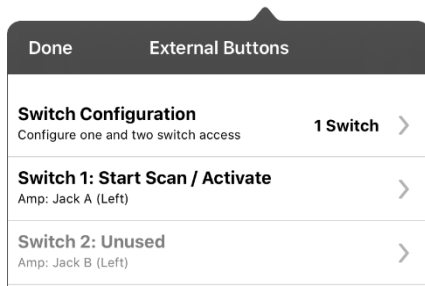 Done External Buttons
Switch Configuration
Configure one and two switch access
1 Switch
Switch 1: Start Scan / Activate
Amp: Jack A (Left)
Switch 2: Unused
Amp: Jack B (Left)